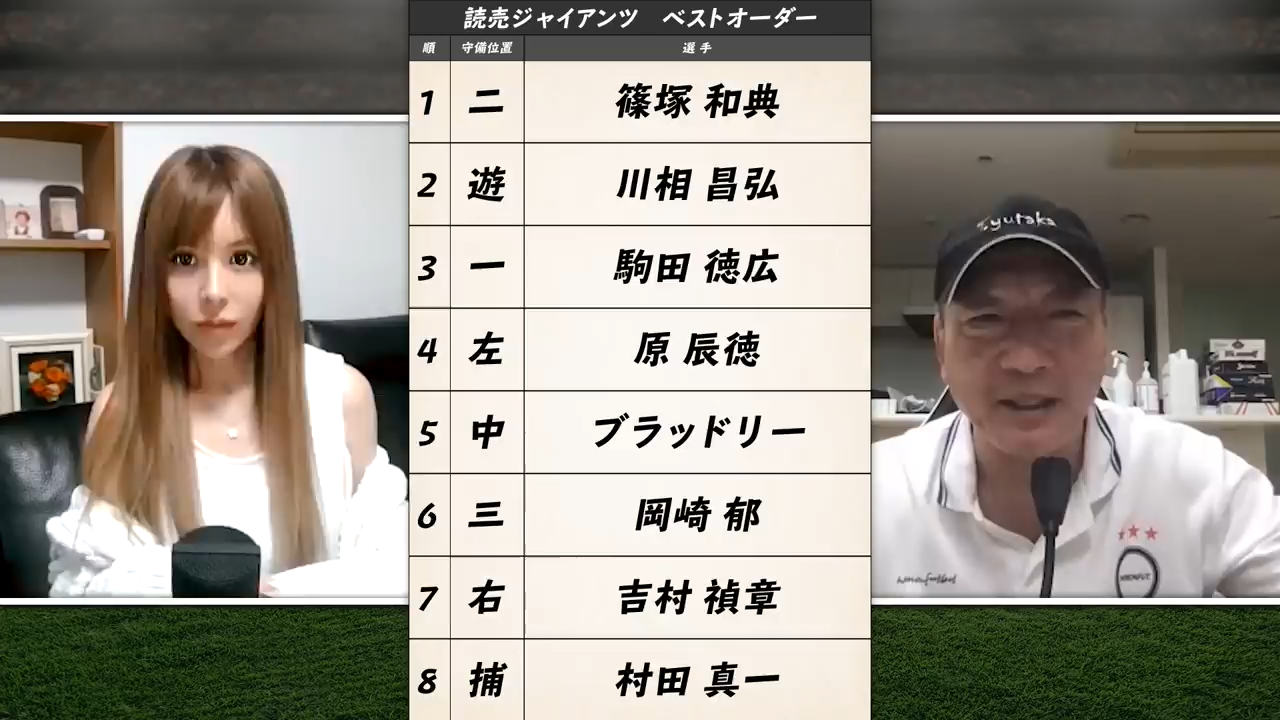 読売ジャイアンツ　ベストオーダー
順 守備位置 選手
1 二 篠塚 和典
2 遊 川相 昌弘
3 一 駒田 徳広
4 左 原 辰徳
5 中 ブラッドリー
6 三 岡崎 郁
7 右 吉村 禎章
8 捕 村田 真一